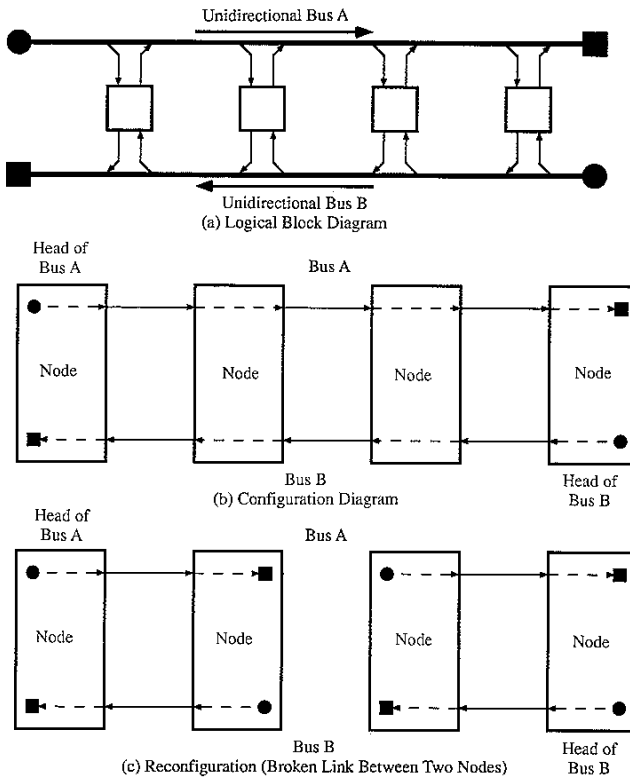 Unidirectional Bus A
Unidirectional Bus B
(a) Logical Block Diagram
Head of
Bus A
Bus A
Node
Node
Node
Node
Bus B
(b) Configuration Diagram
Head of
Bus B
Head of
Bus A
Bus A
Node
Node
Node
Node
Bus B
(c) Reconfiguration (Broken Link Between Two Nodes)
Head of
Bus B